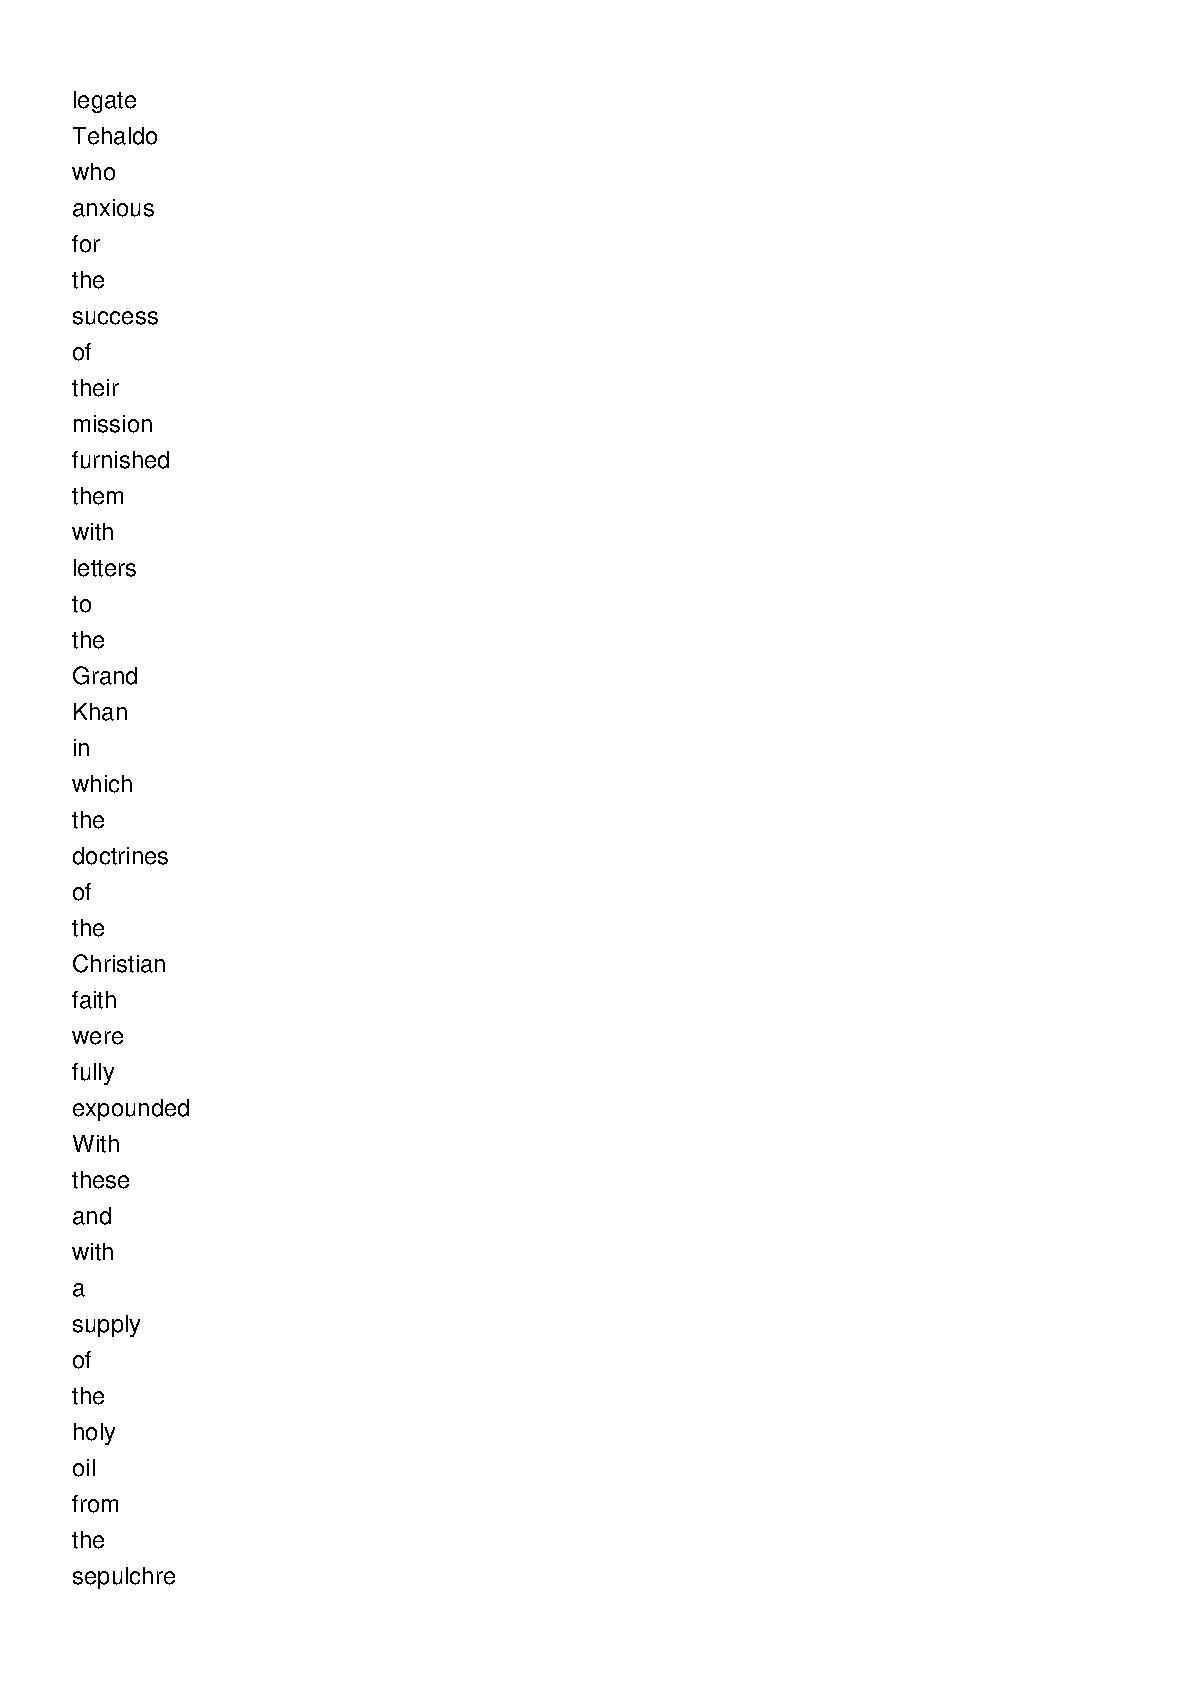 legate
Tehaldo
who
anxious
for
the
success
of
their
mission
furnished
them
with
letters
to
the
Grand
Khan
in
which
the
doctrines
of
the
Christian
faith
were
fully
expounded
With
these
and
with
a
supply
of
the
holy
oil
from
the
sepulchre